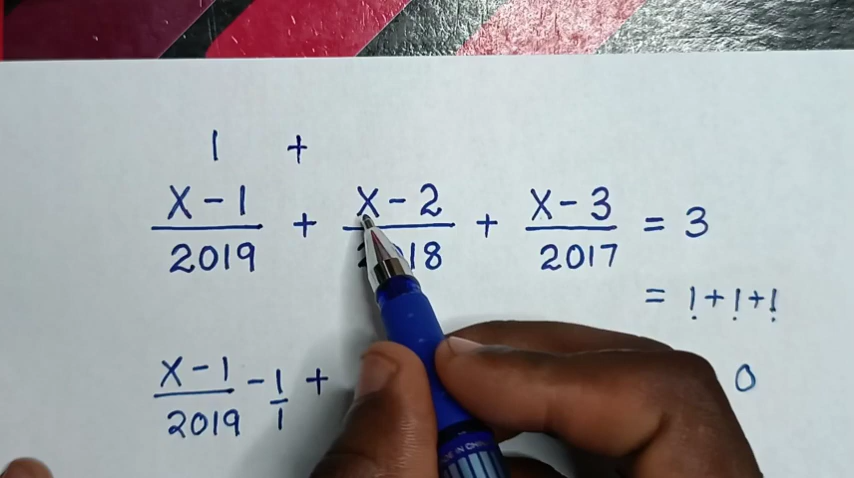 1 +
x - 1 / 2019 + x - 2 / 18 + x - 3 / 2017 = 3
= 1 + 1 + 1
x - 1 / 2019 - 1 / 1 + 0